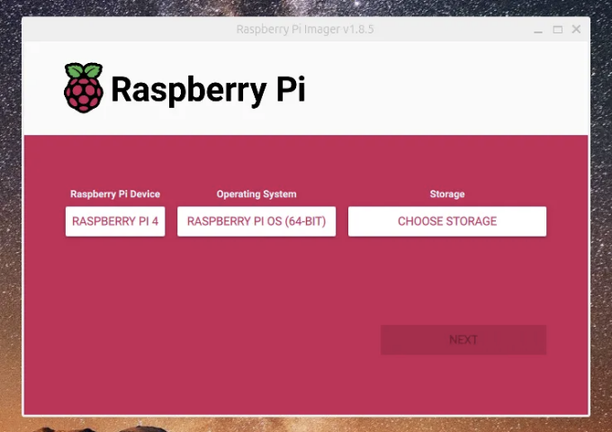 Raspberry Pi Imager v1.8.5
Raspberry Pi
Raspberry Pi Device
Operating System
Storage
RASPBERRY PI 4
RASPBERRY PI OS (64-BIT)
CHOOSE STORAGE
NEXT